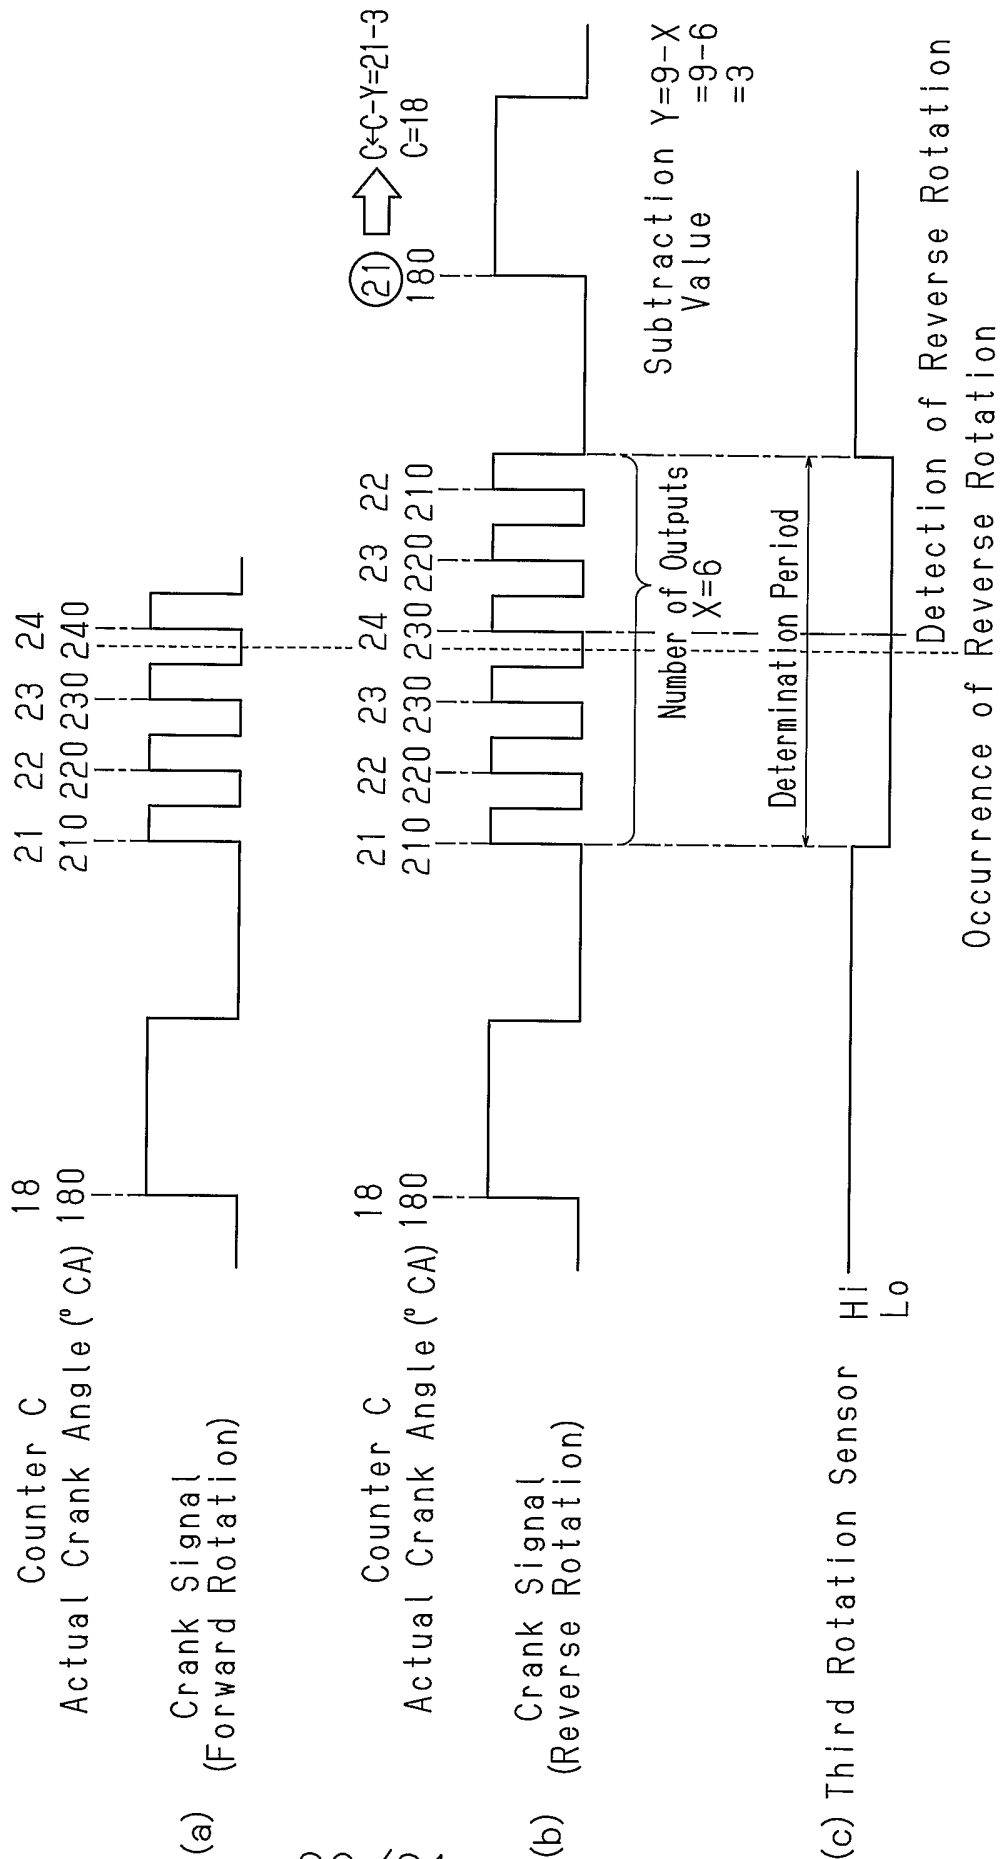 Counter C 18 21 22 23 24
Actual Crank Angle (° CA) 180 210 220 230 240
(a) Crank Signal
(Forward Rotation)
Counter C 18 21 22 23 24 23 22 21 C←C-Y=21-3
C=18
Actual Crank Angle (° CA) 180 210 220 230 230 220 210 180
(b) Crank Signal
(Reverse Rotation)
Number of Outputs
X=6
Subtraction Y=9-X
Value =9-6
=3
Determination Period
(c) Third Rotation Sensor Hi
Lo
Detection of Reverse Rotation
Occurrence of Reverse Rotation